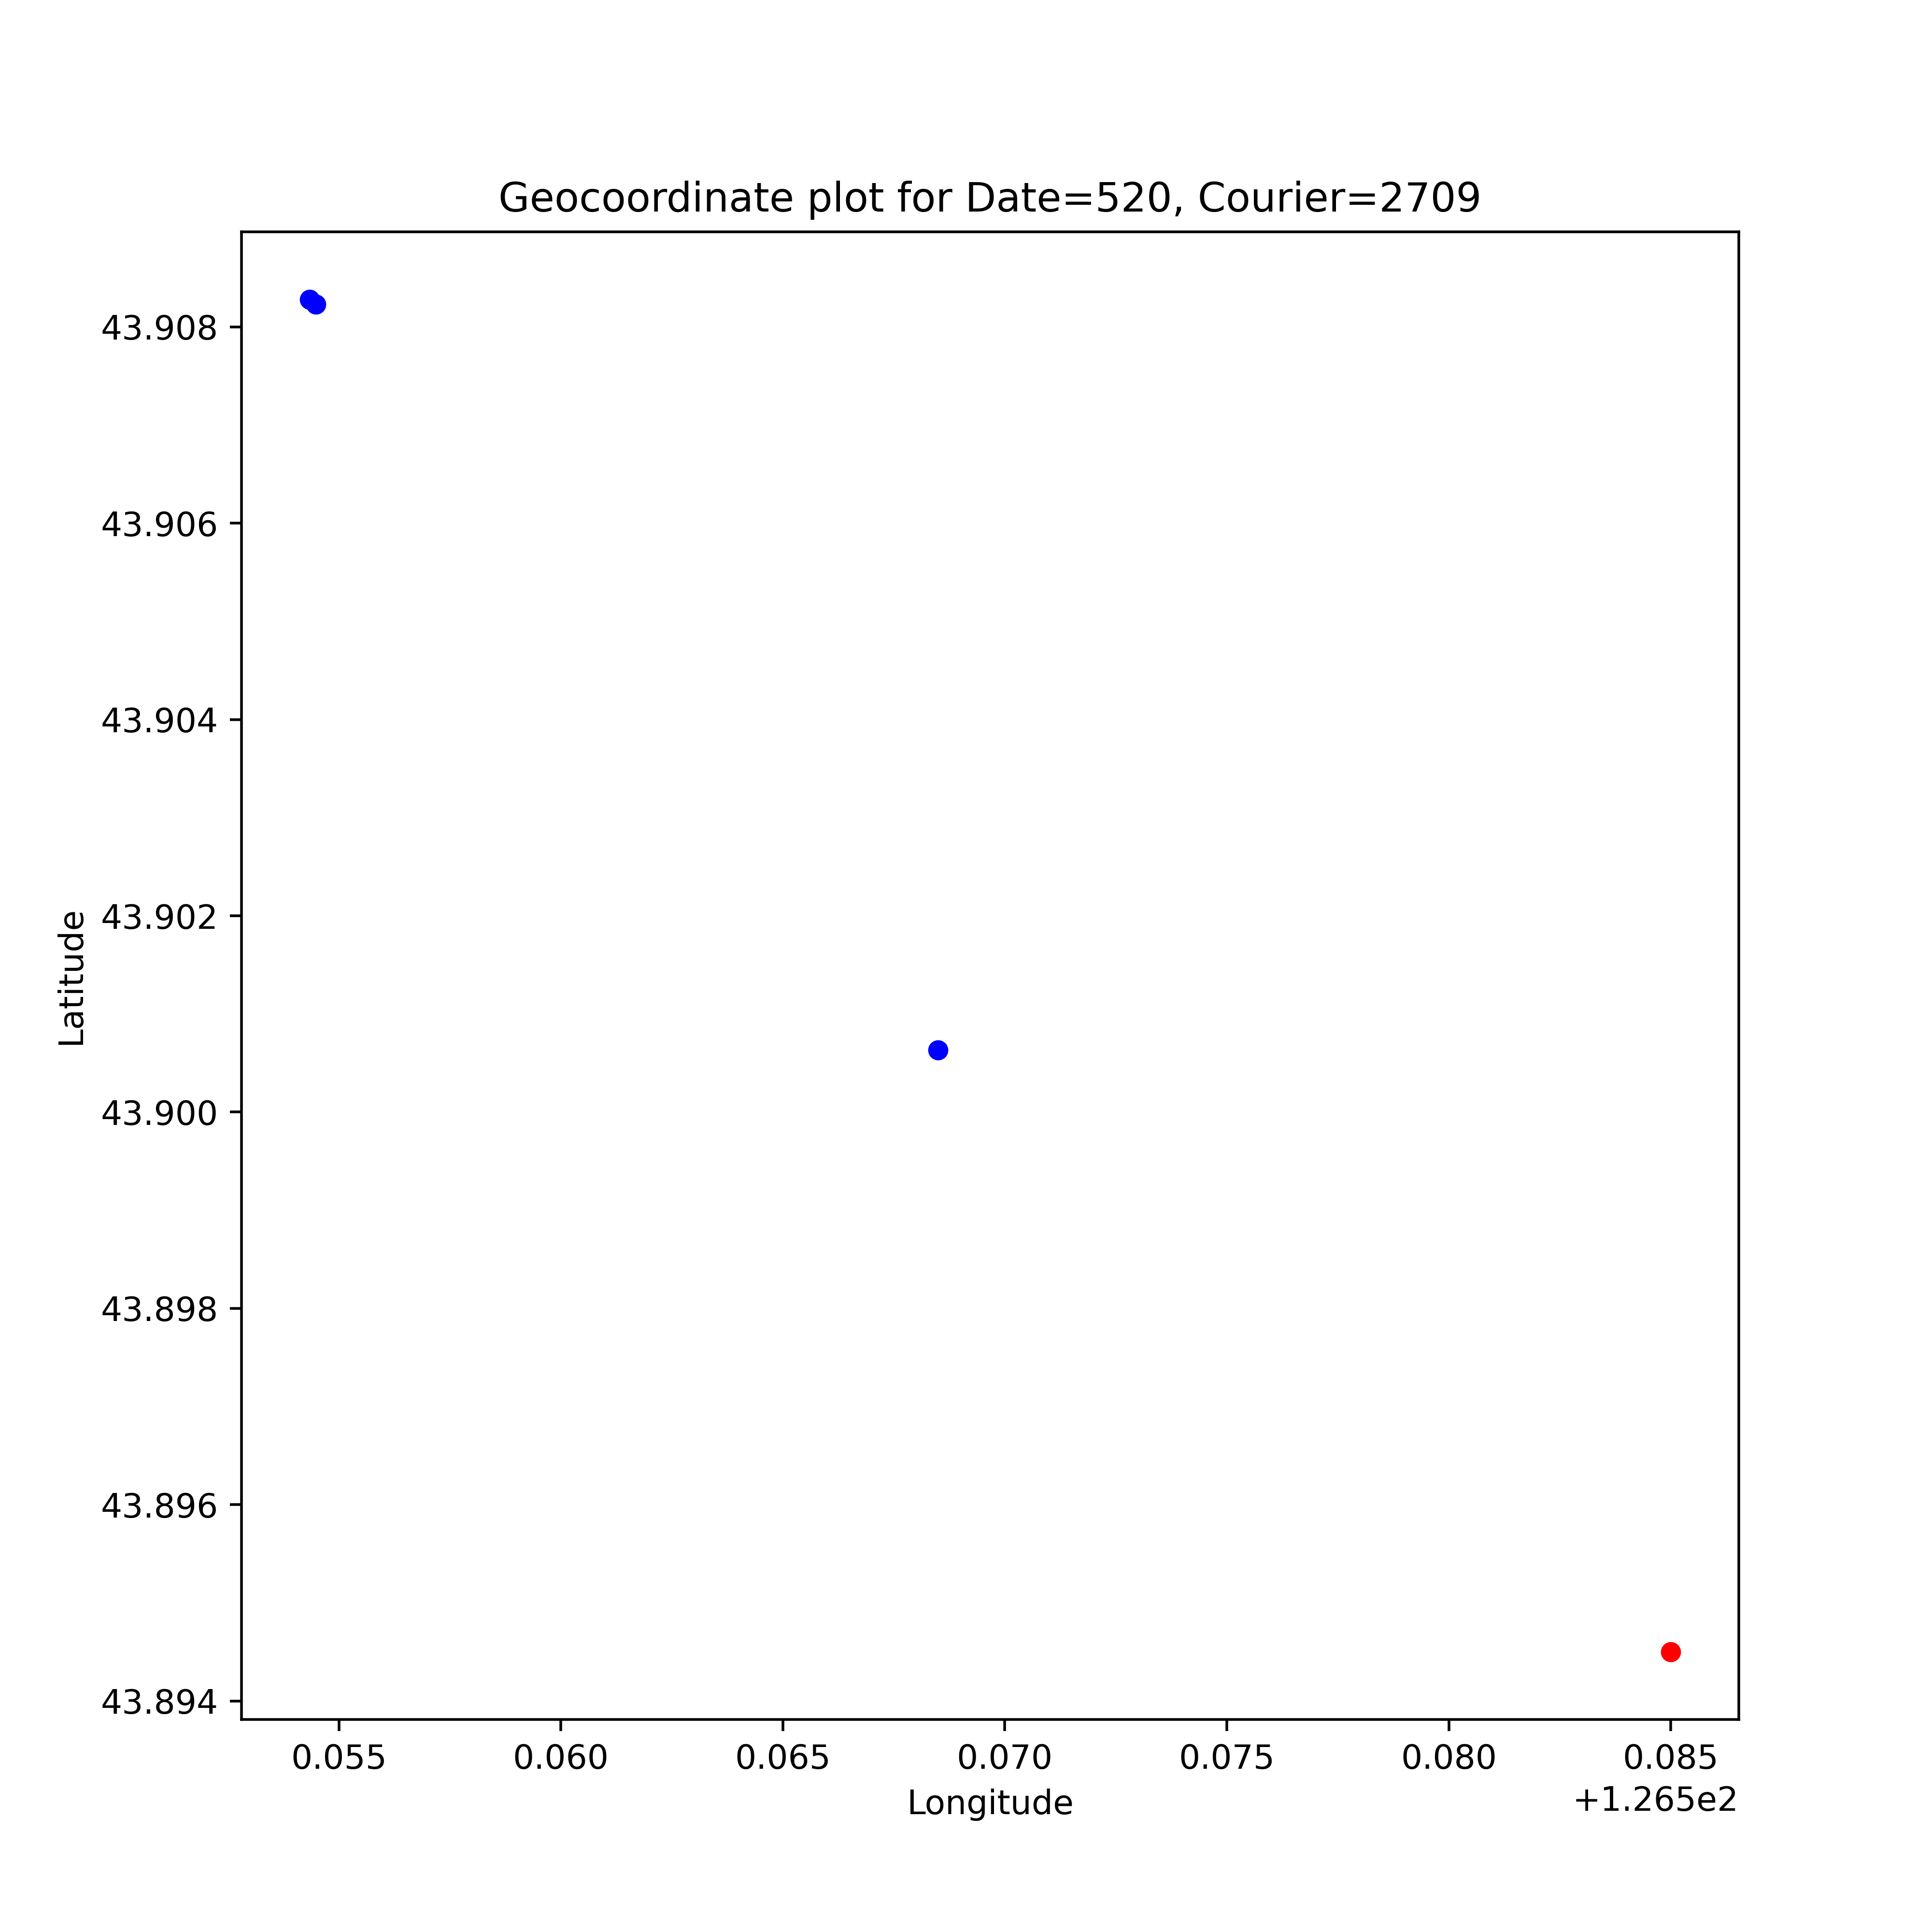 Geocoordinate plot for Date=520, Courier=2709
43.908
43.906
43.904
43.902
43.900
43.898
43.896
43.894
Latitude
0.055 0.060 0.065 0.070 0.075 0.080 0.085
+1.265e2
Longitude